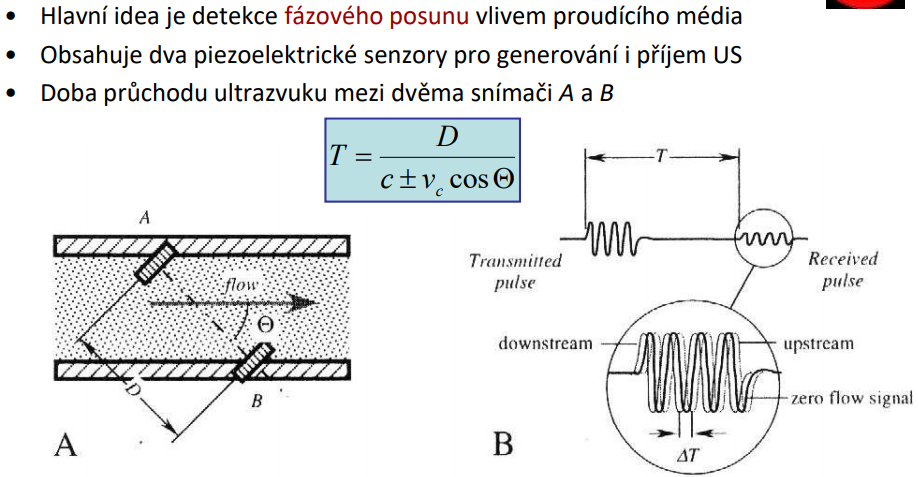 • Hlavní idea je detekce fázového posunu vlivem proudícího média
• Obsahuje dva piezoelektrické senzory pro generování i příjem US
• Doba průchodu ultrazvuku mezi dvěma snímači A a B
T = D / (c ± v_c cos Θ)
A
flow
Θ
D
B
A
T
Transmitted
pulse
Received
pulse
downstream
upstream
zero flow signal
ΔT
B